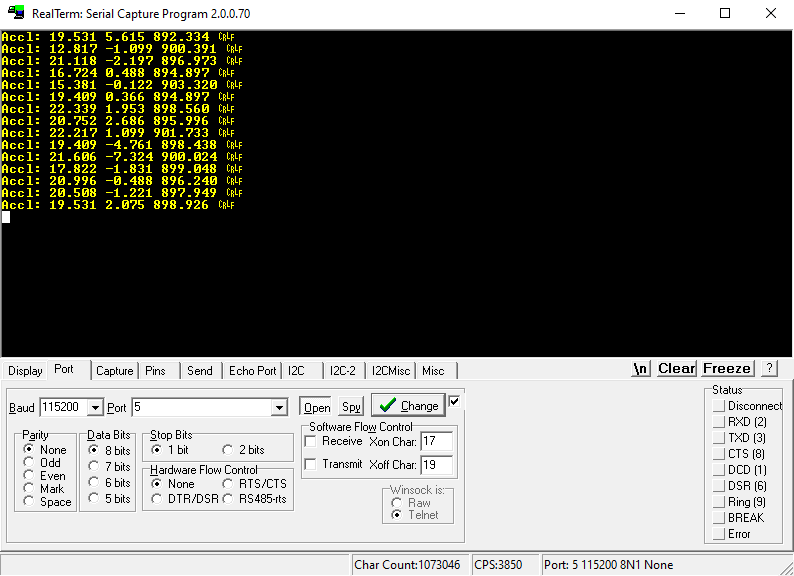 RealTerm: Serial Capture Program 2.0.0.70
Accl: 19.531 5.615 892.334 CRLF
Accl: 12.817 -1.099 900.391 CRLF
Accl: 21.118 -2.197 896.973 CRLF
Accl: 16.724 0.488 894.897 CRLF
Accl: 15.381 -0.122 903.320 CRLF
Accl: 19.409 0.366 894.897 CRLF
Accl: 22.339 1.953 898.560 CRLF
Accl: 20.752 2.686 895.996 CRLF
Accl: 22.217 1.099 901.733 CRLF
Accl: 19.409 -4.761 898.438 CRLF
Accl: 21.606 -7.324 900.024 CRLF
Accl: 17.822 -1.831 899.048 CRLF
Accl: 20.996 -0.488 896.240 CRLF
Accl: 20.508 -1.221 897.949 CRLF
Accl: 19.531 2.075 898.926 CRLF
Display Port Capture Pins Send Echo Port I2C I2C-2 I2CMisc Misc \n Clear Freeze ?
Baud 115200 Port 5 Open Spy Change
Parity
None
Odd
Even
Mark
Space
Data Bits
8 bits
7 bits
6 bits
5 bits
Stop Bits
1 bit 2 bits
Hardware Flow Control
None RTS/CTS
DTR/DSR RS485-rts
Software Flow Control
Receive Xon Char: 17
Transmit Xoff Char: 19
Winsock is:
Raw
Telnet
Status
Disconnect
RXD (2)
TXD (3)
CTS (8)
DCD (1)
DSR (6)
Ring (9)
BREAK
Error
Char Count:1073046 CPS:3850 Port: 5 115200 8N1 None